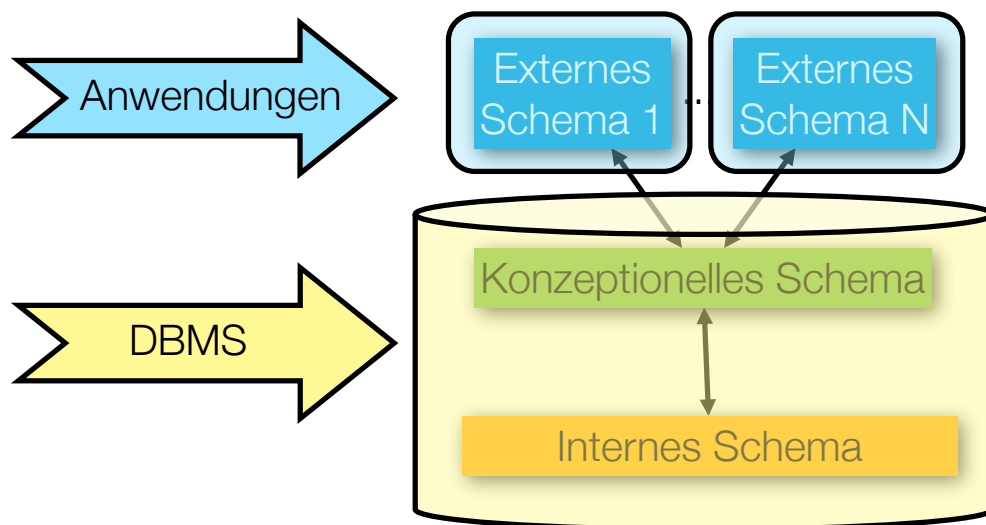 Anwendungen
Externes
Schema 1
..
Externes
Schema N
Konzeptionelles Schema
DBMS
Internes Schema